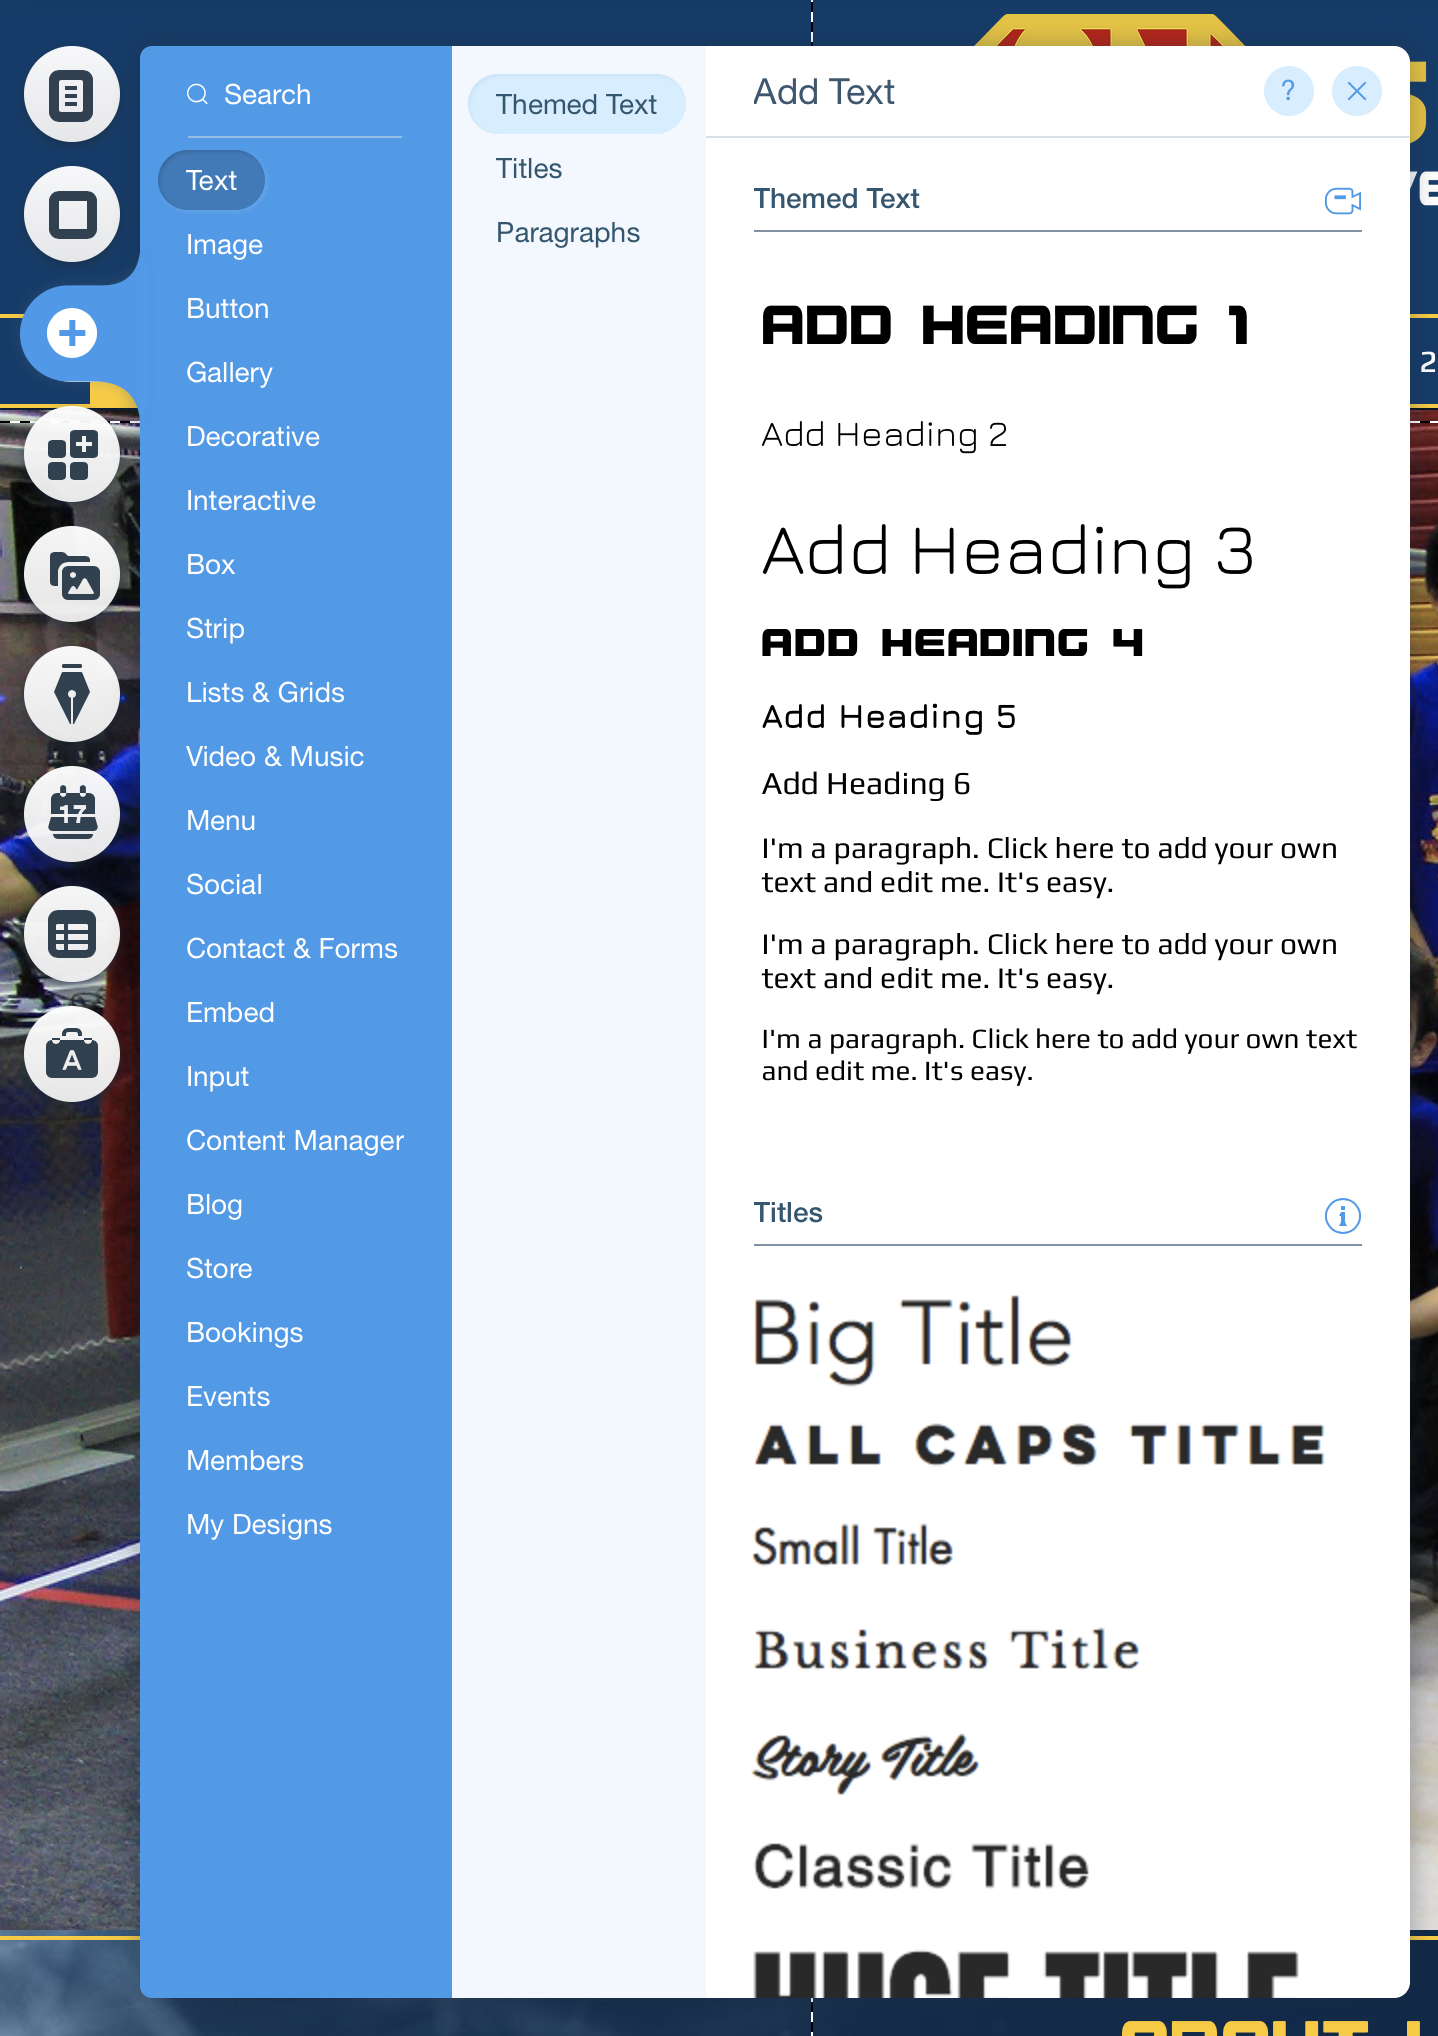 Search
Text
Image
Button
Gallery
Decorative
Interactive
Box
Strip
Lists & Grids
Video & Music
Menu
Social
Contact & Forms
Embed
Input
Content Manager
Blog
Store
Bookings
Events
Members
My Designs
17
A
Themed Text
Titles
Paragraphs
Add Text
?
Themed Text
ADD HEADING 1
Add Heading 2
Add Heading 3
ADD HEADING 4
Add Heading 5
Add Heading 6
I'm a paragraph. Click here to add your own
text and edit me. It's easy.
I'm a paragraph. Click here to add your own
text and edit me. It's easy.
I'm a paragraph. Click here to add your own text
and edit me. It's easy.
Titles
Big Title
ALL CAPS TITLE
Small Title
Business Title
Story Title
Classic Title
HUGE TITLE
2